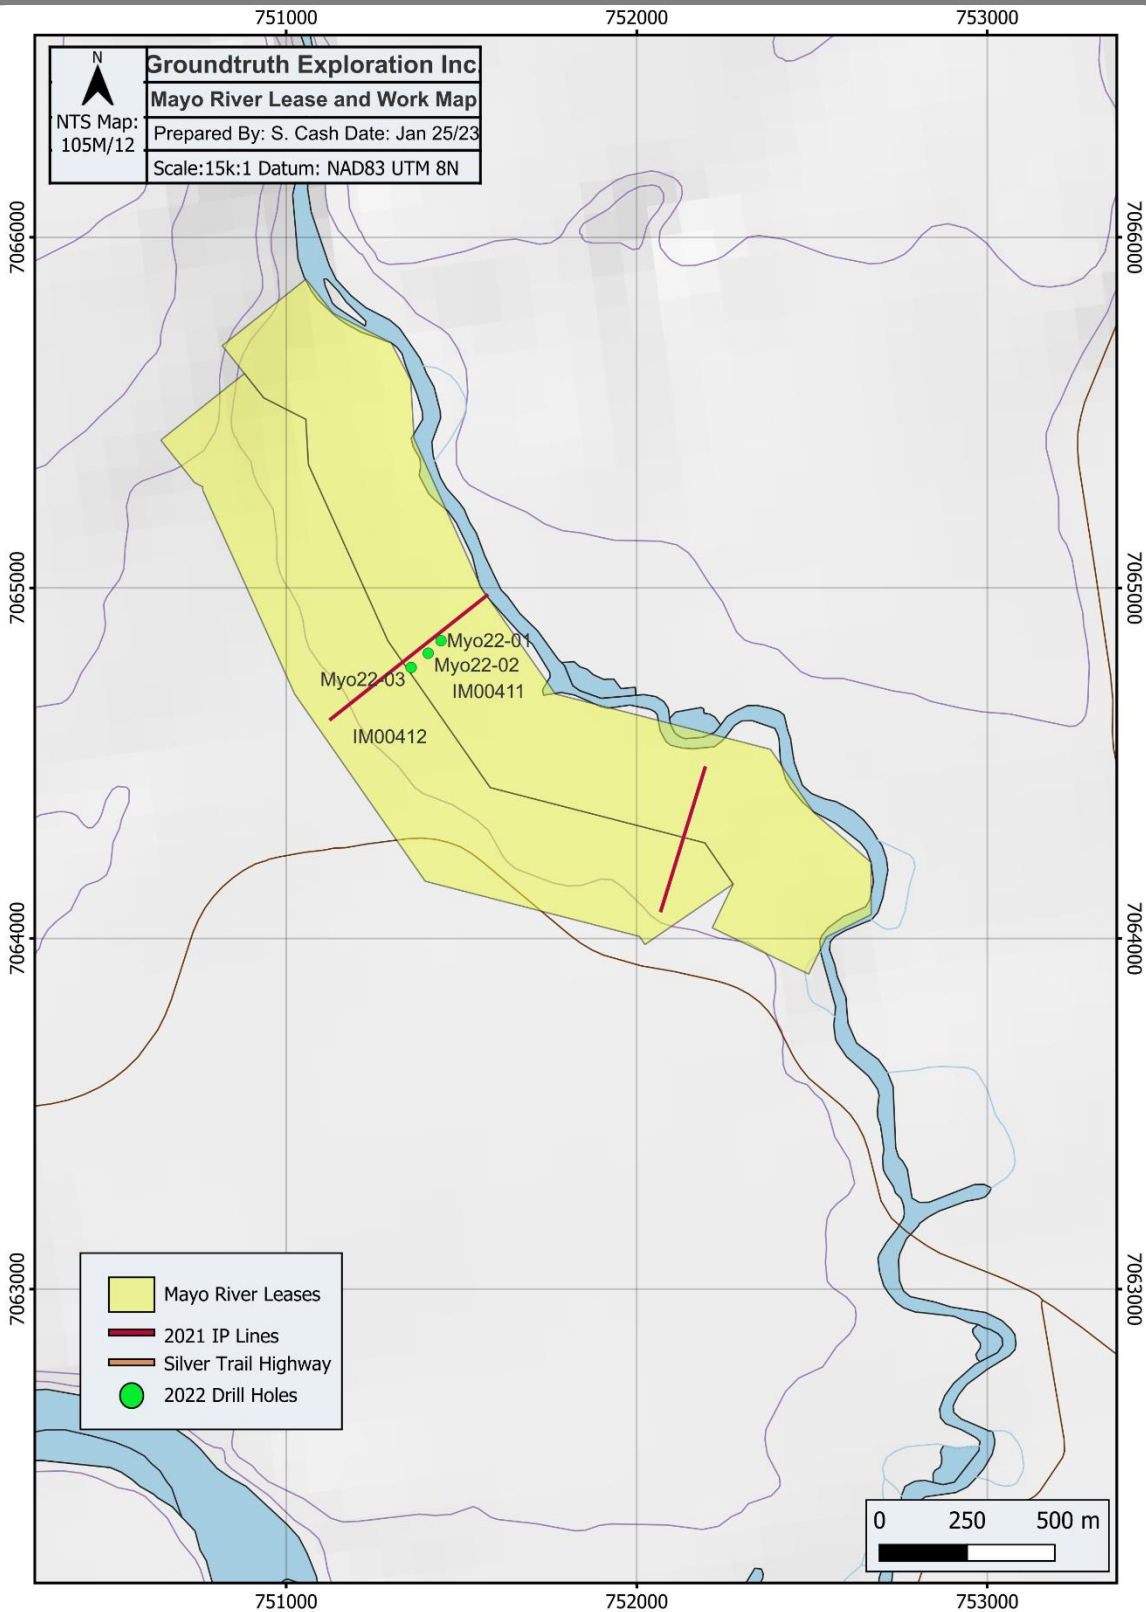 751000
752000
753000
N
NTS Map:
105M/12
Groundtruth Exploration Inc.
Mayo River Lease and Work Map
Prepared By: S. Cash Date: Jan 25/23
Scale:15k:1 Datum: NAD83 UTM 8N
7066000
7066000
7065000
7065000
Myo22-01
Myo22-02
Myo22-03
IM00411
IM00412
7064000
7064000
7063000
7063000
Mayo River Leases
2021 IP Lines
Silver Trail Highway
2022 Drill Holes
0 250 500 m
751000
752000
753000